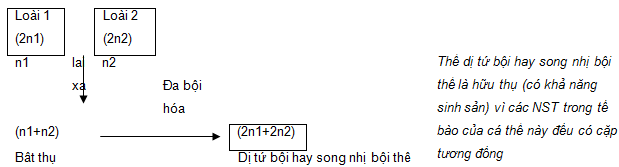 Loài 1
(2n1)
Loài 2
(2n2)
n1
lai
xa
n2
Đa bội
hóa
(n1+n2)
(2n1+2n2)
Bât thụ
Dị tứ bội hay song nhị bội thê
Thể dị tứ bội hay song nhị bội
thể là hữu thụ (có khả năng
sinh sản) vì các NST trong tế
bào của cá thể này đều có cặp
tương đồng